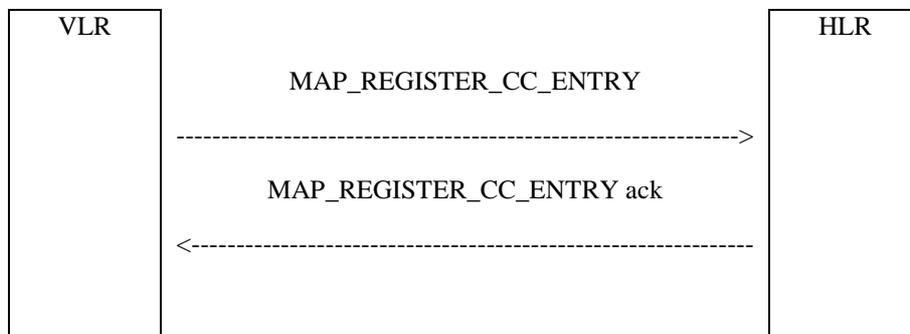 VLR
HLR
MAP_REGISTER_CC_ENTRY
MAP_REGISTER_CC_ENTRY ack